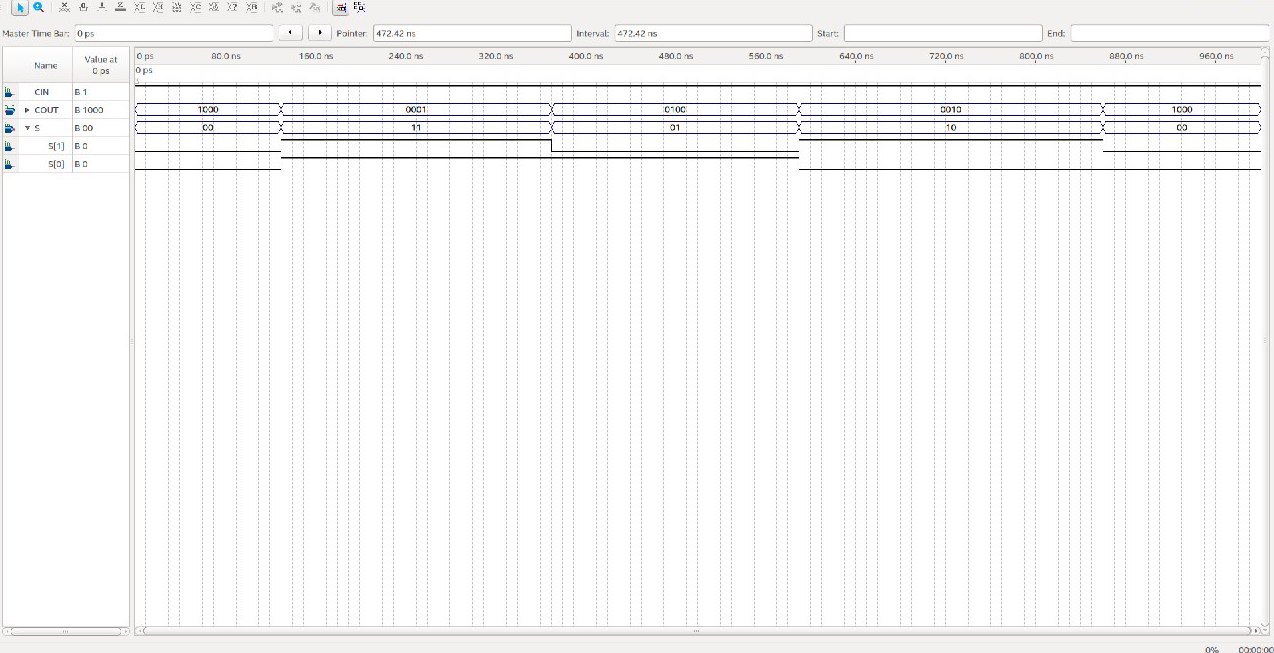 Master Time Bar: 0 ps Pointer: 472.42 ns Interval: 472.42 ns Start: End:
Name Value at 0 ps
0 ps 80.0 ns 160.0 ns 240.0 ns 320.0 ns 400.0 ns 480.0 ns 560.0 ns 640.0 ns 720.0 ns 800.0 ns 880.0 ns 960.0 ns
0 ps
CIN B 1
COUT B 1000 1000 0001 0100 0010 1000
S B 00 00 11 01 10 00
S[1] B 0
S[0] B 0
0% 00:00:00